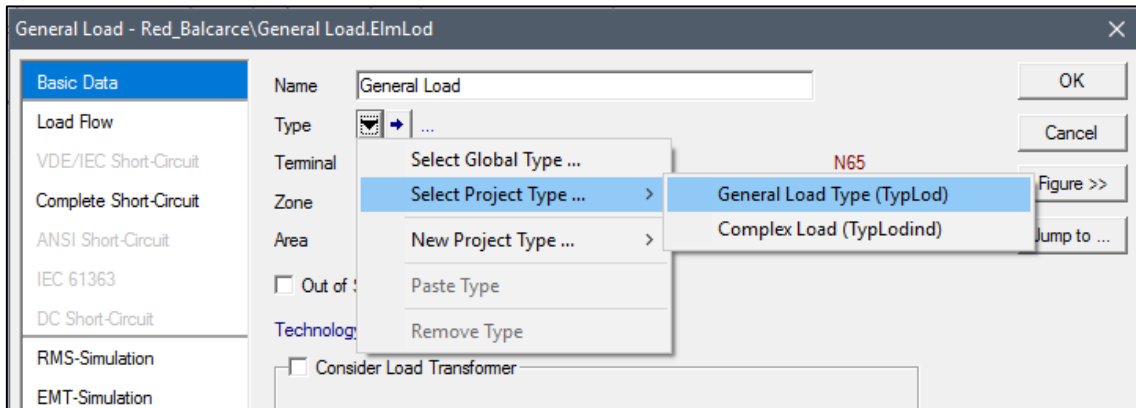 General Load - Red_Balcarce\General Load.ElmLod
Basic Data
Load Flow
VDE/IEC Short-Circuit
Complete Short-Circuit
ANSI Short-Circuit
IEC 61363
DC Short-Circuit
RMS-Simulation
EMT-Simulation
Name General Load
Type ...
Terminal N65
Zone
Area
Out of S
Technology
Consider Load Transformer
Select Global Type ...
Select Project Type ... >
New Project Type ... >
Paste Type
Remove Type
General Load Type (TypLod)
Complex Load (TypLodind)
OK
Cancel
Figure >>
Jump to ...